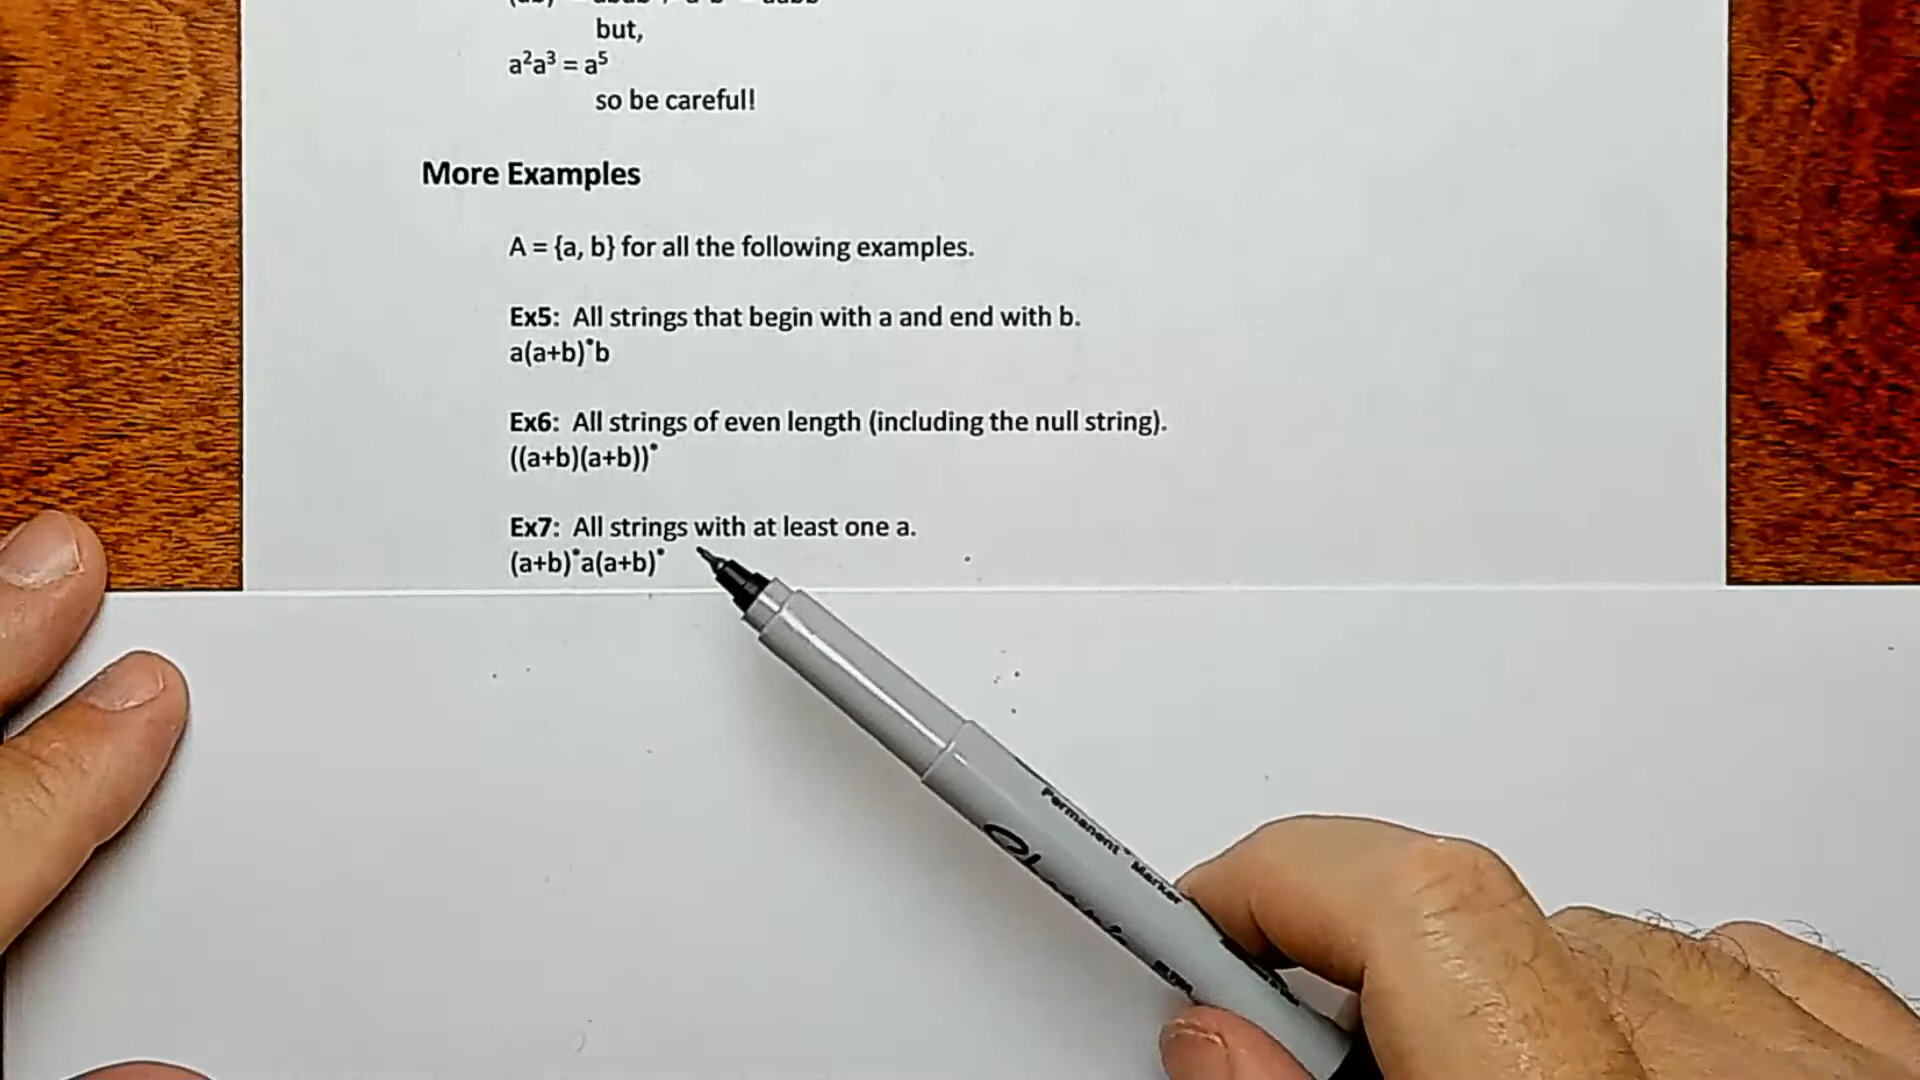 but,
a²a³ = a⁵
so be careful!
More Examples
A = {a, b} for all the following examples.
Ex5: All strings that begin with a and end with b.
a(a+b)*b
Ex6: All strings of even length (including the null string).
((a+b)(a+b))*
Ex7: All strings with at least one a.
(a+b)*a(a+b)*
Permanent Marker